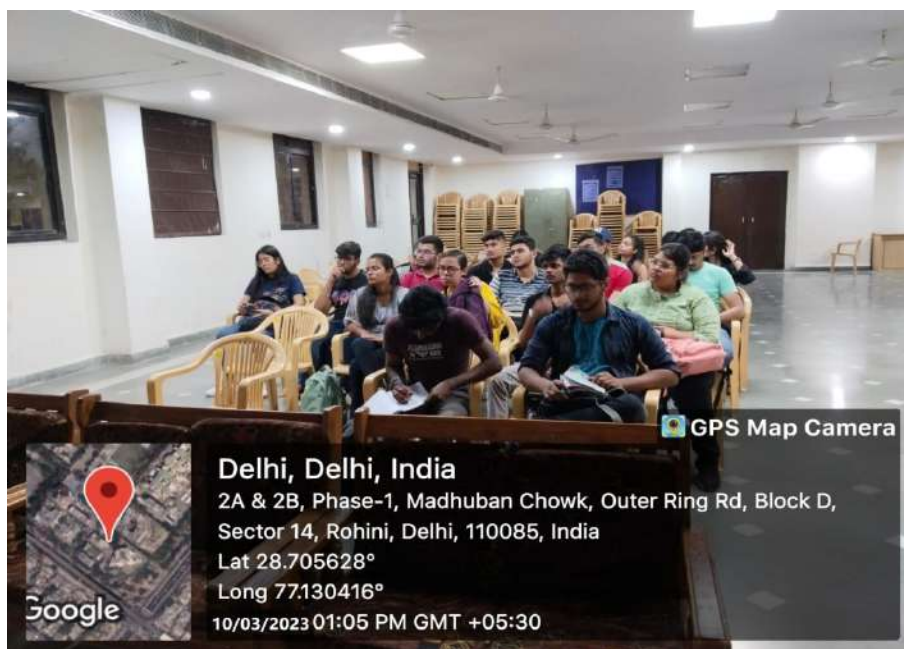 GPS Map Camera
Delhi, Delhi, India
2A & 2B, Phase-1, Madhuban Chowk, Outer Ring Rd, Block D,
Sector 14, Rohini, Delhi, 110085, India
Lat 28.705628°
Long 77.130416°
10/03/2023 01:05 PM GMT +05:30
Google